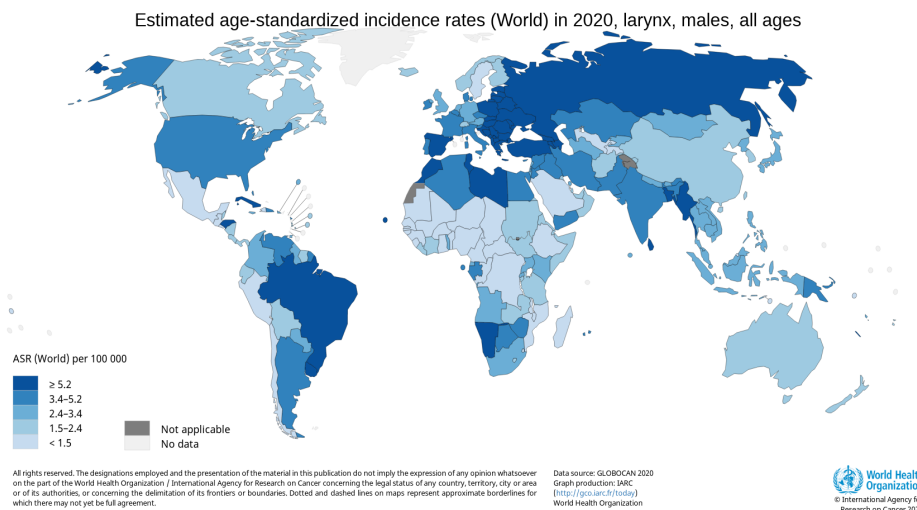 Estimated age-standardized incidence rates (World) in 2020, larynx, males, all ages
ASR (World) per 100 000
≥ 5.2
3.4–5.2
2.4–3.4
1.5–2.4
< 1.5
Not applicable
No data
All rights reserved. The designations employed and the presentation of the material in this publication do not imply the expression of any opinion whatsoever
on the part of the World Health Organization / International Agency for Research on Cancer concerning the legal status of any country, territory, city or area
or of its authorities, or concerning the delimitation of its frontiers or boundaries. Dotted and dashed lines on maps represent approximate borderlines for
which there may not yet be full agreement.
Data source: GLOBOCAN 2020
Graph production: IARC
(http://gco.iarc.fr/today)
World Health Organization
World Healt
Organizatio
© International Agency fo
Research on Cancer 20